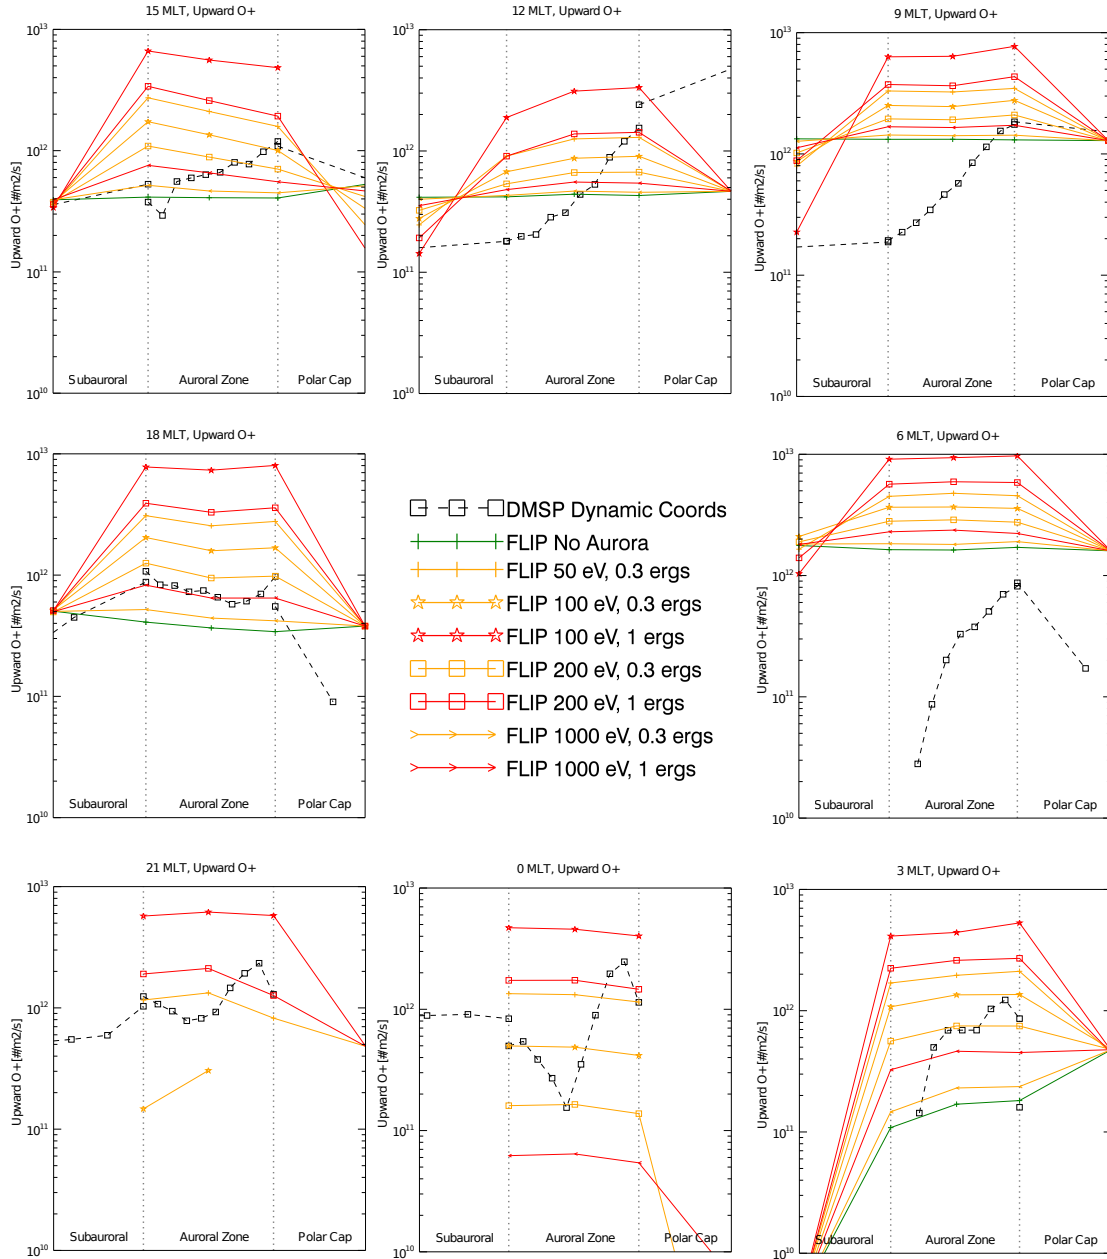 15 MLT, Upward O+
10^13
10^12
10^11
10^10
Upward O+[#/m2/s]
Subauroral Auroral Zone Polar Cap
12 MLT, Upward O+
10^13
10^12
10^11
10^10
Upward O+[#/m2/s]
Subauroral Auroral Zone Polar Cap
9 MLT, Upward O+
10^13
10^12
10^11
10^10
Upward O+[#/m2/s]
Subauroral Auroral Zone Polar Cap
18 MLT, Upward O+
10^13
10^12
10^11
10^10
Upward O+[#/m2/s]
Subauroral Auroral Zone Polar Cap
DMSP Dynamic Coords
FLIP No Aurora
FLIP 50 eV, 0.3 ergs
FLIP 100 eV, 0.3 ergs
FLIP 100 eV, 1 ergs
FLIP 200 eV, 0.3 ergs
FLIP 200 eV, 1 ergs
FLIP 1000 eV, 0.3 ergs
FLIP 1000 eV, 1 ergs
6 MLT, Upward O+
10^13
10^12
10^11
10^10
Upward O+[#/m2/s]
Subauroral Auroral Zone Polar Cap
21 MLT, Upward O+
10^13
10^12
10^11
10^10
Upward O+[#/m2/s]
Subauroral Auroral Zone Polar Cap
0 MLT, Upward O+
10^13
10^12
10^11
10^10
Upward O+[#/m2/s]
Subauroral Auroral Zone Polar Cap
3 MLT, Upward O+
10^13
10^12
10^11
10^10
Upward O+[#/m2/s]
Subauroral Auroral Zone Polar Cap